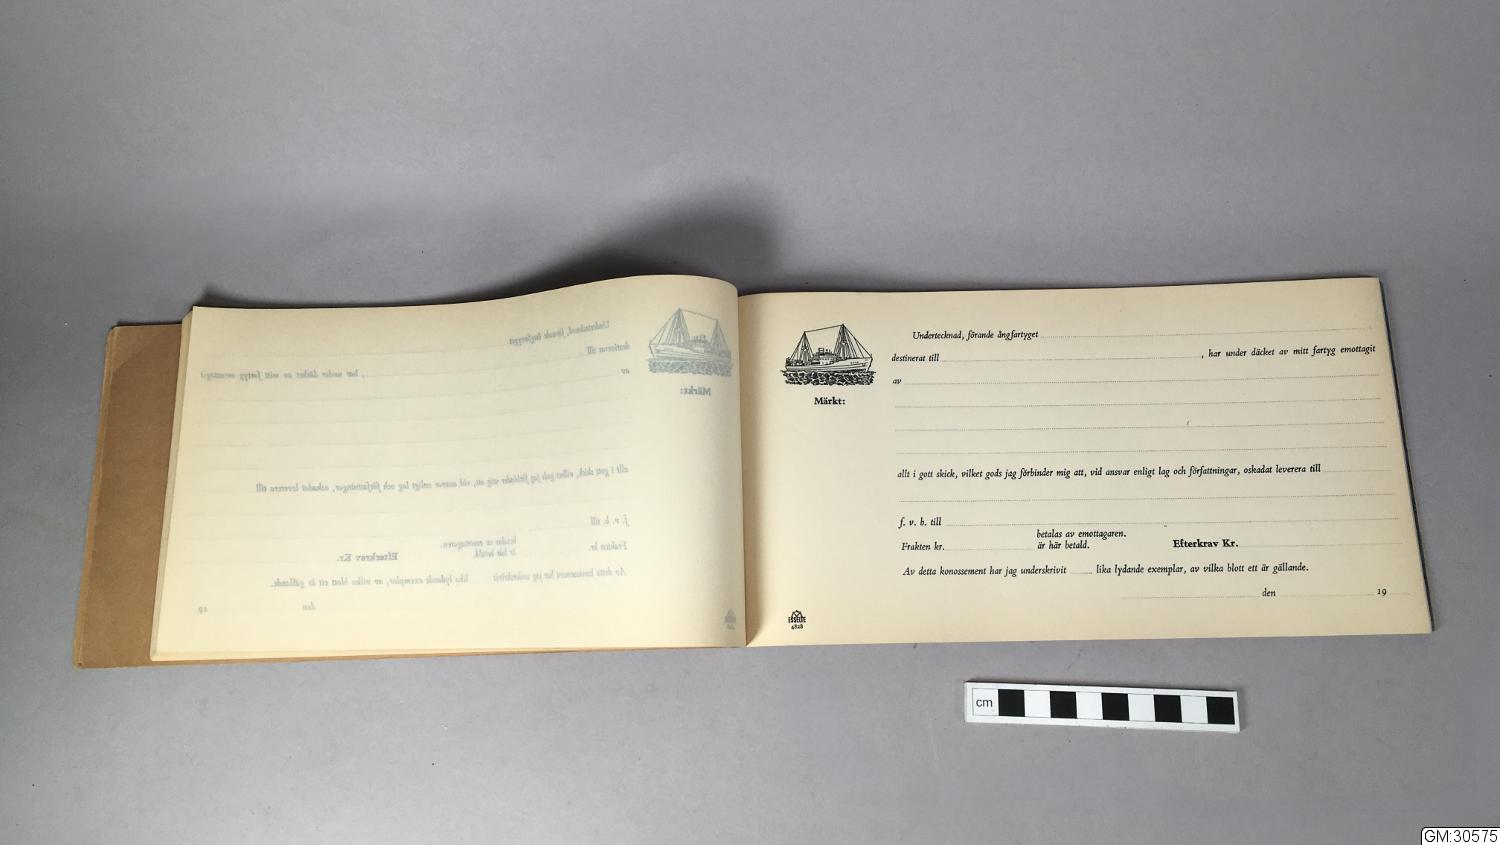 Undertecknad, förande ångfartyget
destinerat till , har under däcket av mitt fartyg emottagit
av
Märkt:
allt i gott skick, vilket gods jag förbinder mig att, vid ansvar enligt lag och författningar, oskadat leverera till
f. v. b. till
betalas av emottagaren.
Frakten kr. är här betald. Efterkrav Kr.
Av detta konossement har jag underskrivit lika lydande exemplar, av vilka blott ett är gällande.
den 19
ESSELTE
4828
cm
GM:30575